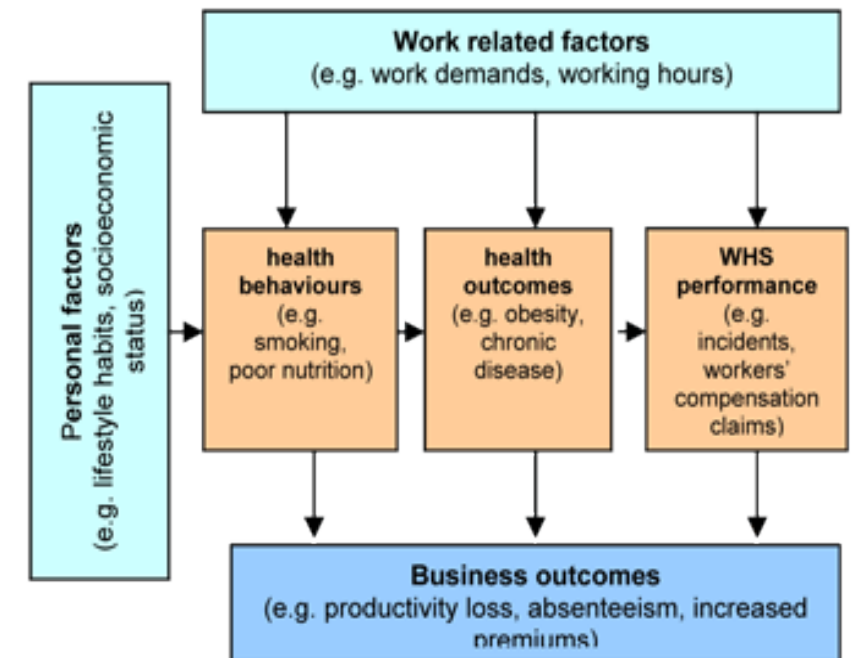 Work related factors
(e.g. work demands, working hours)
Personal factors
(e.g. lifestyle habits, socioeconomic
status)
health
behaviours
(e.g.
smoking,
poor nutrition)
health
outcomes
(e.g. obesity,
chronic
disease)
WHS
performance
(e.g.
incidents,
workers'
compensation
claims)
Business outcomes
(e.g. productivity loss, absenteeism, increased
premiums)